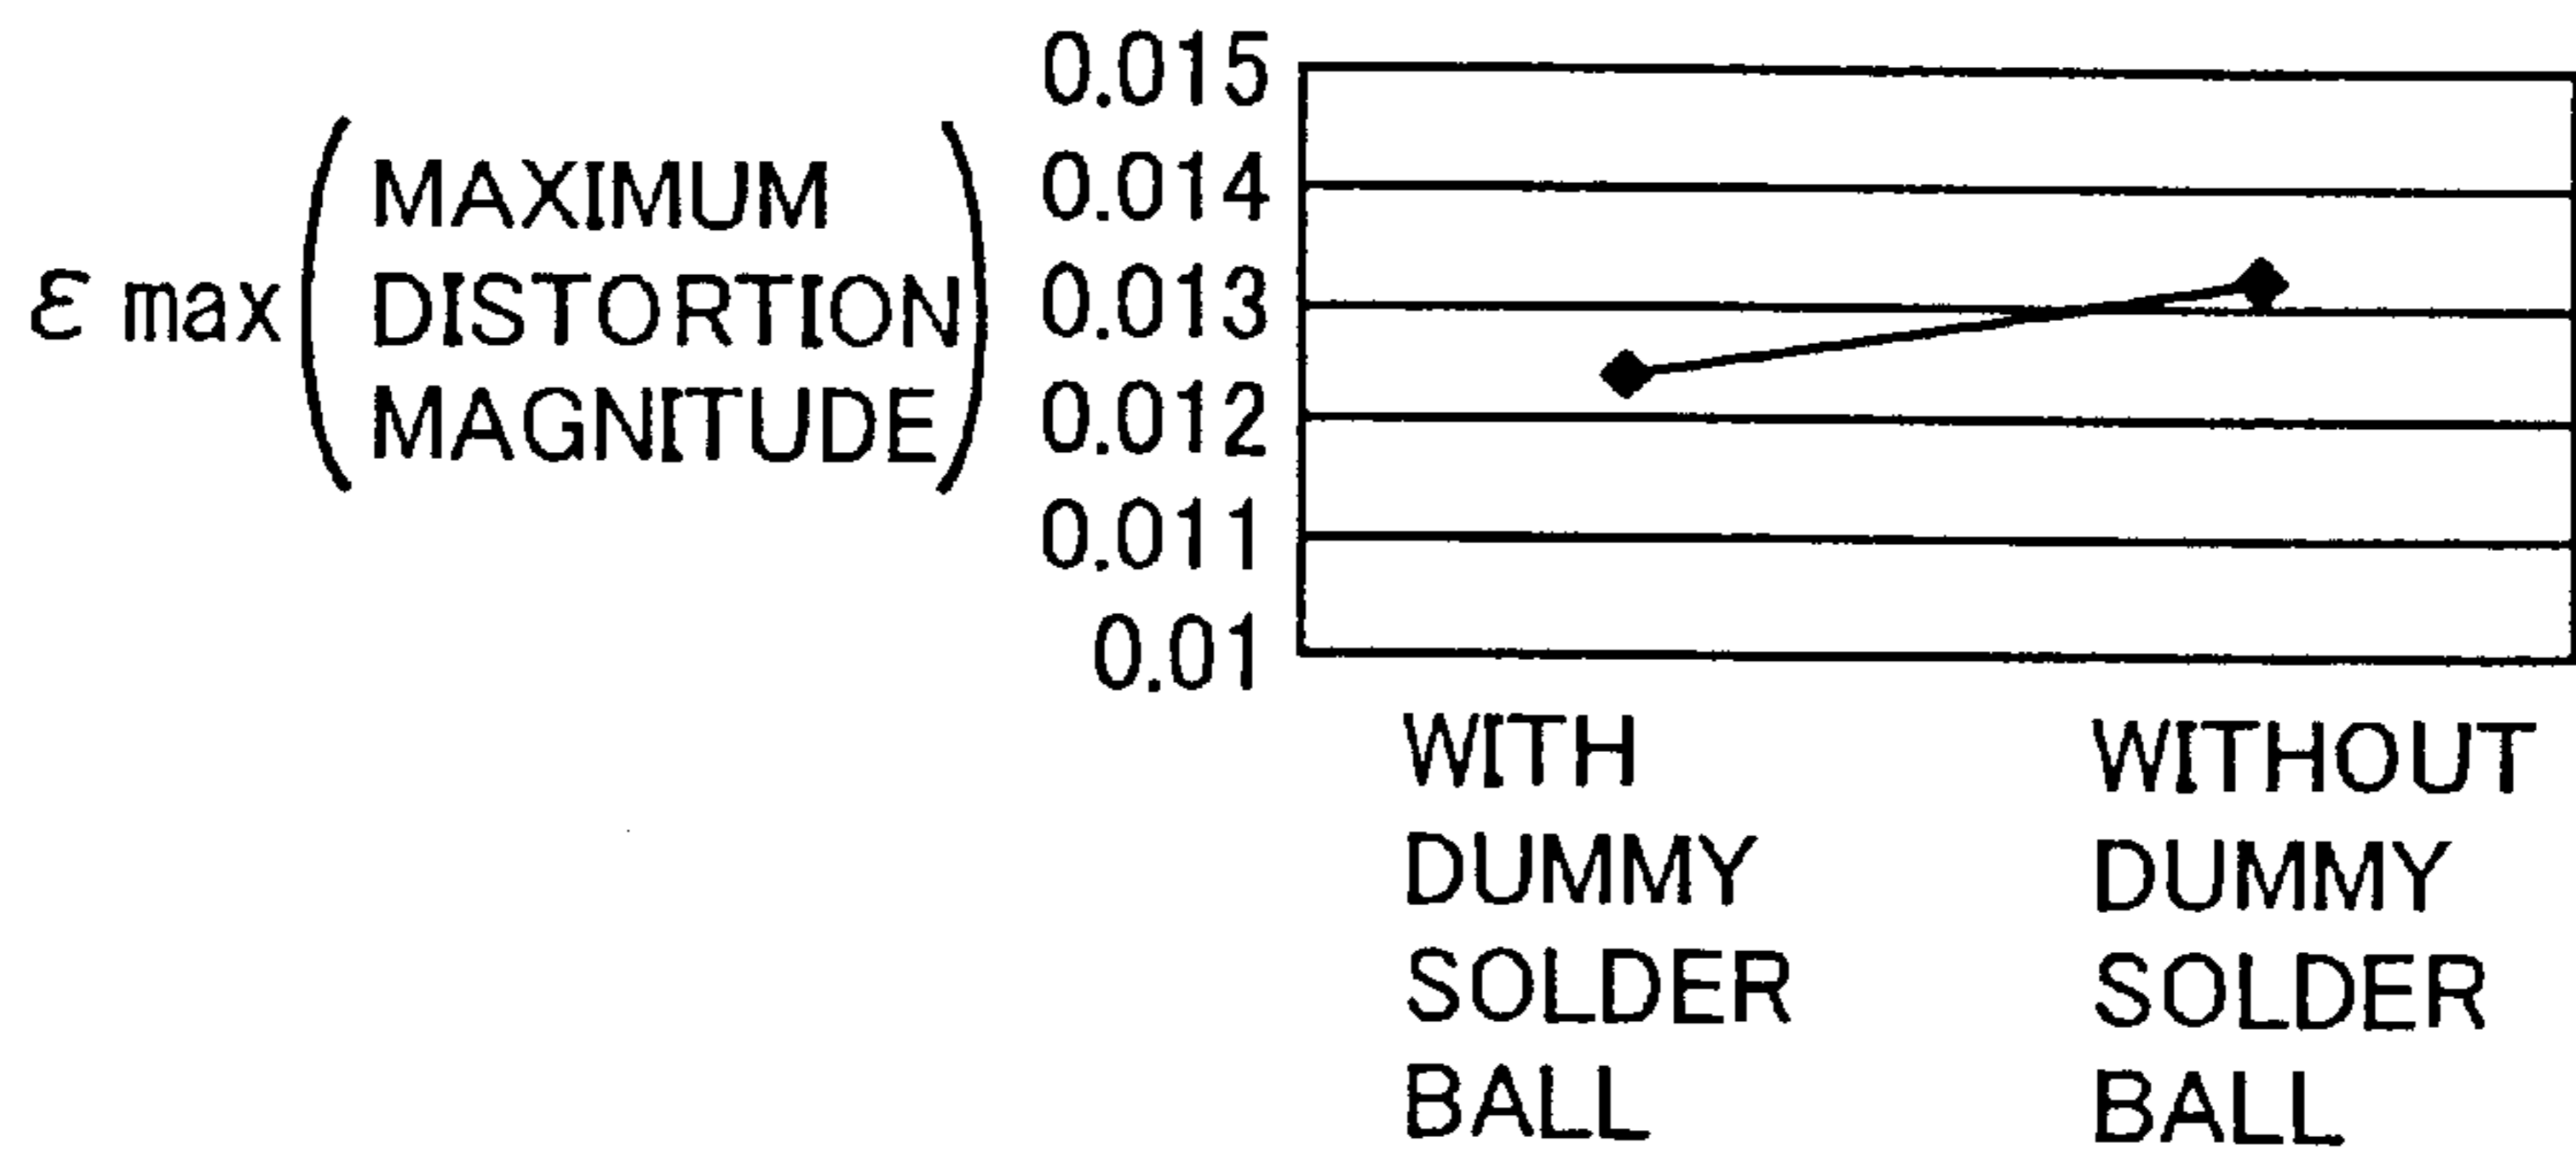 ε max(MAXIMUM
DISTORTION
MAGNITUDE)
0.015
0.014
0.013
0.012
0.011
0.01
WITH
DUMMY
SOLDER
BALL
WITHOUT
DUMMY
SOLDER
BALL